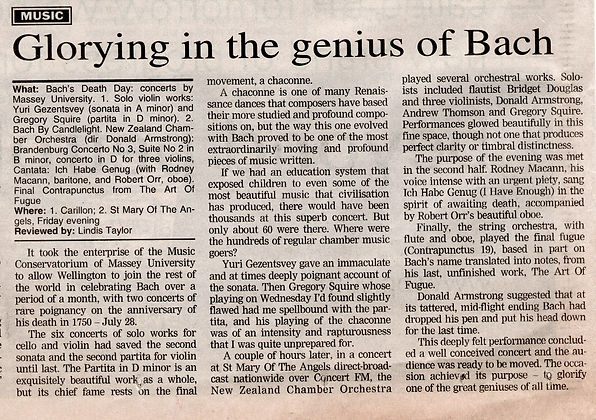 MUSIC
Glorying in the genius of Bach
What: Bach's Death Day: concerts by
Massey University. 1. Solo violin works:
Yuri Gezentsvey (sonata in A minor) and
Gregory Squire (partita in D minor). 2.
Bach By Candlelight. New Zealand Cham-
ber Orchestra (dir Donald Armstrong):
Brandenburg Concerto No 3, Suite No 2 in
B minor, concerto in D for three violins,
Cantata: Ich Habe Genug (with Rodney
Macann, baritone, and Robert Orr, oboe).
Final Contrapunctus from The Art Of
Fugue
Where: 1. Carillon; 2. St Mary Of The An-
gels, Friday evening
Reviewed by: Lindis Taylor
It took the enterprise of the Music
Conservatorium of Massey University
to allow Wellington to join the rest of
the world in celebrating Bach over a
period of a month, with two concerts of
rare poignancy on the anniversary of
his death in 1750 – July 28.
The six concerts of solo works for
cello and violin had saved the second
sonata and the second partita for violin
until last. The Partita in D minor is an
exquisitely beautiful work as a whole,
but its chief fame rests on the final
movement, a chaconne.
A chaconne is one of many Renais-
sance dances that composers have based
their more studied and profound compo-
sitions on, but the way this one evolved
with Bach proved to be one of the most
extraordinarily moving and profound
pieces of music written.
If we had an education system that
exposed children to even some of the
most beautiful music that civilisation
has produced, there would have been
thousands at this superb concert. But
only about 60 were there. Where were
the hundreds of regular chamber music
goers?
Yuri Gezentsvey gave an immaculate
and at times deeply poignant account of
the sonata. Then Gregory Squire whose
playing on Wednesday I'd found slightly
flawed had me spellbound with the par-
tita, and his playing of the chaconne
was of an intensity and rapturousness
that I was quite unprepared for.
A couple of hours later, in a concert
at St Mary Of The Angels direct-broad-
cast nationwide over Concert FM, the
New Zealand Chamber Orchestra
played several orchestral works. Solo-
ists included flautist Bridget Douglas
and three violinists, Donald Armstrong,
Andrew Thomson and Gregory Squire.
Performances glowed beautifully in this
fine space, though not one that produces
perfect clarity or timbral distinctness.
The purpose of the evening was met
in the second half. Rodney Macann, his
voice intense with an urgent piety, sang
Ich Habe Genug (I Have Enough) in the
spirit of awaiting death, accompanied
by Robert Orr's beautiful oboe.
Finally, the string orchestra, with
flute and oboe, played the final fugue
(Contrapunctus 19), based in part on
Bach's name translated into notes, from
his last, unfinished work, The Art Of
Fugue.
Donald Armstrong suggested that at
its tattered, mid-flight ending Bach had
dropped his pen and put his head down
for the last time.
This deeply felt performance conclud-
ed a well conceived concert and the au-
dience was ready to be moved. The occa-
sion achieved its purpose – to glorify
one of the great geniuses of all time.